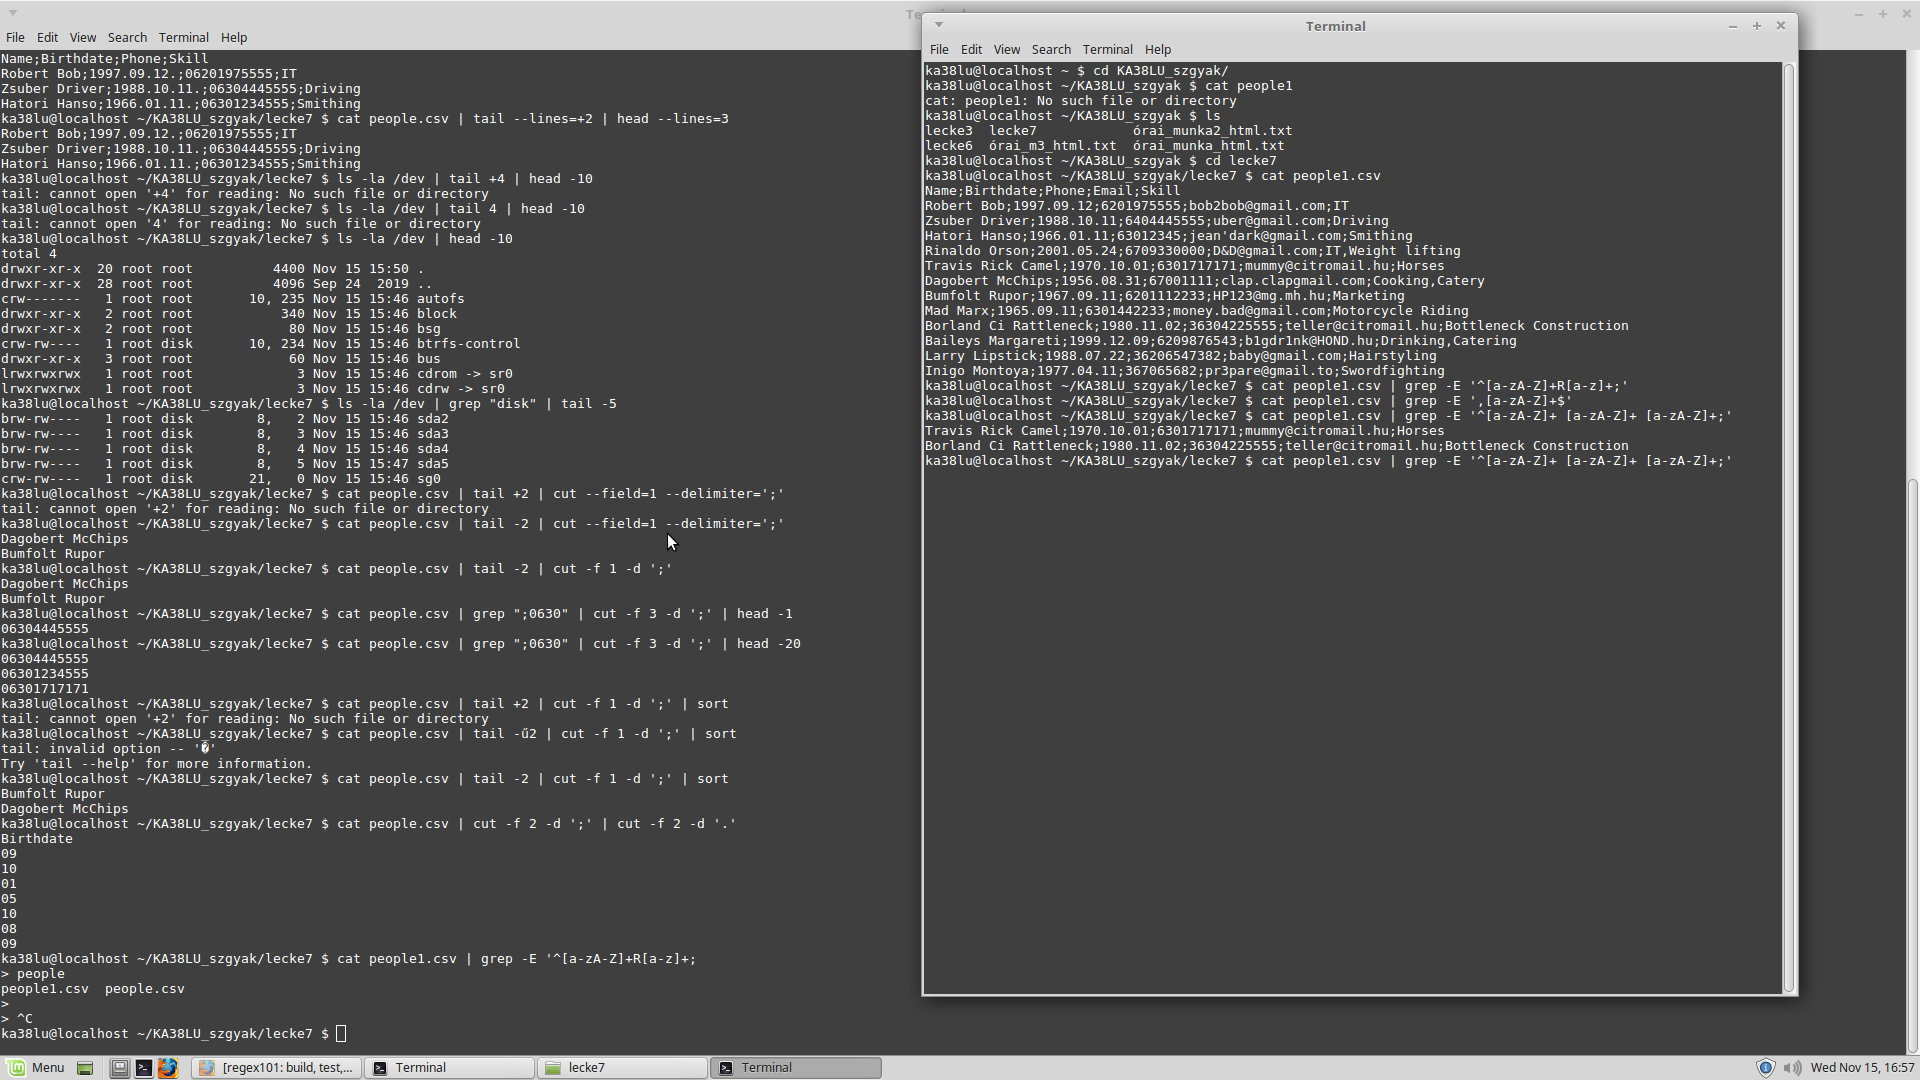 File Edit View Search Terminal Help
Name;Birthdate;Phone;Skill
Robert Bob;1997.09.12.;06201975555;IT
Zsuber Driver;1988.10.11.;06304445555;Driving
Hatori Hanso;1966.01.11.;06301234555;Smithing
ka38lu@localhost ~/KA38LU_szgyak/lecke7 $ cat people.csv | tail --lines=+2 | head --lines=3
Robert Bob;1997.09.12.;06201975555;IT
Zsuber Driver;1988.10.11.;06304445555;Driving
Hatori Hanso;1966.01.11.;06301234555;Smithing
ka38lu@localhost ~/KA38LU_szgyak/lecke7 $ ls -la /dev | tail +4 | head -10
tail: cannot open '+4' for reading: No such file or directory
ka38lu@localhost ~/KA38LU_szgyak/lecke7 $ ls -la /dev | tail 4 | head -10
tail: cannot open '4' for reading: No such file or directory
ka38lu@localhost ~/KA38LU_szgyak/lecke7 $ ls -la /dev | head -10
total 4
drwxr-xr-x  20 root root          4400 Nov 15 15:50 .
drwxr-xr-x  28 root root          4096 Sep 24  2019 ..
crw-------   1 root root       10, 235 Nov 15 15:46 autofs
drwxr-xr-x   2 root root           340 Nov 15 15:46 block
drwxr-xr-x   2 root root            80 Nov 15 15:46 bsg
crw-rw----   1 root disk       10, 234 Nov 15 15:46 btrfs-control
drwxr-xr-x   3 root root            60 Nov 15 15:46 bus
lrwxrwxrwx   1 root root             3 Nov 15 15:46 cdrom -> sr0
lrwxrwxrwx   1 root root             3 Nov 15 15:46 cdrw -> sr0
ka38lu@localhost ~/KA38LU_szgyak/lecke7 $ ls -la /dev | grep "disk" | tail -5
brw-rw----   1 root disk        8,   2 Nov 15 15:46 sda2
brw-rw----   1 root disk        8,   3 Nov 15 15:46 sda3
brw-rw----   1 root disk        8,   4 Nov 15 15:46 sda4
brw-rw----   1 root disk        8,   5 Nov 15 15:47 sda5
crw-rw----   1 root disk       21,   0 Nov 15 15:46 sg0
ka38lu@localhost ~/KA38LU_szgyak/lecke7 $ cat people.csv | tail +2 | cut --field=1 --delimiter=';'
tail: cannot open '+2' for reading: No such file or directory
ka38lu@localhost ~/KA38LU_szgyak/lecke7 $ cat people.csv | tail -2 | cut --field=1 --delimiter=';'
Dagobert McChips
Bumfolt Rupor
ka38lu@localhost ~/KA38LU_szgyak/lecke7 $ cat people.csv | tail -2 | cut -f 1 -d ';'
Dagobert McChips
Bumfolt Rupor
ka38lu@localhost ~/KA38LU_szgyak/lecke7 $ cat people.csv | grep ";0630" | cut -f 3 -d ';' | head -1
06304445555
ka38lu@localhost ~/KA38LU_szgyak/lecke7 $ cat people.csv | grep ";0630" | cut -f 3 -d ';' | head -20
06304445555
06301234555
06301717171
ka38lu@localhost ~/KA38LU_szgyak/lecke7 $ cat people.csv | tail +2 | cut -f 1 -d ';' | sort
tail: cannot open '+2' for reading: No such file or directory
ka38lu@localhost ~/KA38LU_szgyak/lecke7 $ cat people.csv | tail -ű2 | cut -f 1 -d ';' | sort
tail: invalid option -- '�'
Try 'tail --help' for more information.
ka38lu@localhost ~/KA38LU_szgyak/lecke7 $ cat people.csv | tail -2 | cut -f 1 -d ';' | sort
Bumfolt Rupor
Dagobert McChips
ka38lu@localhost ~/KA38LU_szgyak/lecke7 $ cat people.csv | cut -f 2 -d ';' | cut -f 2 -d '.'
Birthdate
09
10
01
05
10
08
09
ka38lu@localhost ~/KA38LU_szgyak/lecke7 $ cat people1.csv | grep -E '^[a-zA-Z]+R[a-z]+;
> people
people1.csv  people.csv
>
> ^C
ka38lu@localhost ~/KA38LU_szgyak/lecke7 $
Terminal
File Edit View Search Terminal Help
ka38lu@localhost ~ $ cd KA38LU_szgyak/
ka38lu@localhost ~/KA38LU_szgyak $ cat people1
cat: people1: No such file or directory
ka38lu@localhost ~/KA38LU_szgyak $ ls
lecke3  lecke7            órai_munka2_html.txt
lecke6  órai_m3_html.txt  órai_munka_html.txt
ka38lu@localhost ~/KA38LU_szgyak $ cd lecke7
ka38lu@localhost ~/KA38LU_szgyak/lecke7 $ cat people1.csv
Name;Birthdate;Phone;Email;Skill
Robert Bob;1997.09.12;6201975555;bob2bob@gmail.com;IT
Zsuber Driver;1988.10.11;6404445555;uber@gmail.com;Driving
Hatori Hanso;1966.01.11;63012345;jean'dark@gmail.com;Smithing
Rinaldo Orson;2001.05.24;6709330000;D&D@gmail.com;IT,Weight lifting
Travis Rick Camel;1970.10.01;6301717171;mummy@citromail.hu;Horses
Dagobert McChips;1956.08.31;67001111;clap.clapgmail.com;Cooking,Catery
Bumfolt Rupor;1967.09.11;6201112233;HP123@mg.mh.hu;Marketing
Mad Marx;1965.09.11;6301442233;money.bad@gmail.com;Motorcycle Riding
Borland Ci Rattleneck;1980.11.02;36304225555;teller@citromail.hu;Bottleneck Construction
Baileys Margareti;1999.12.09;6209876543;b1gdr1nk@HOND.hu;Drinking,Catering
Larry Lipstick;1988.07.22;36206547382;baby@gmail.com;Hairstyling
Inigo Montoya;1977.04.11;367065682;pr3pare@gmail.to;Swordfighting
ka38lu@localhost ~/KA38LU_szgyak/lecke7 $ cat people1.csv | grep -E '^[a-zA-Z]+R[a-z]+;'
ka38lu@localhost ~/KA38LU_szgyak/lecke7 $ cat people1.csv | grep -E ',[a-zA-Z]+$'
ka38lu@localhost ~/KA38LU_szgyak/lecke7 $ cat people1.csv | grep -E '^[a-zA-Z]+ [a-zA-Z]+ [a-zA-Z]+;'
Travis Rick Camel;1970.10.01;6301717171;mummy@citromail.hu;Horses
Borland Ci Rattleneck;1980.11.02;36304225555;teller@citromail.hu;Bottleneck Construction
ka38lu@localhost ~/KA38LU_szgyak/lecke7 $ cat people1.csv | grep -E '^[a-zA-Z]+ [a-zA-Z]+ [a-zA-Z]+;'
Menu [regex101: build, test,... Terminal lecke7 Terminal Wed Nov 15, 16:57